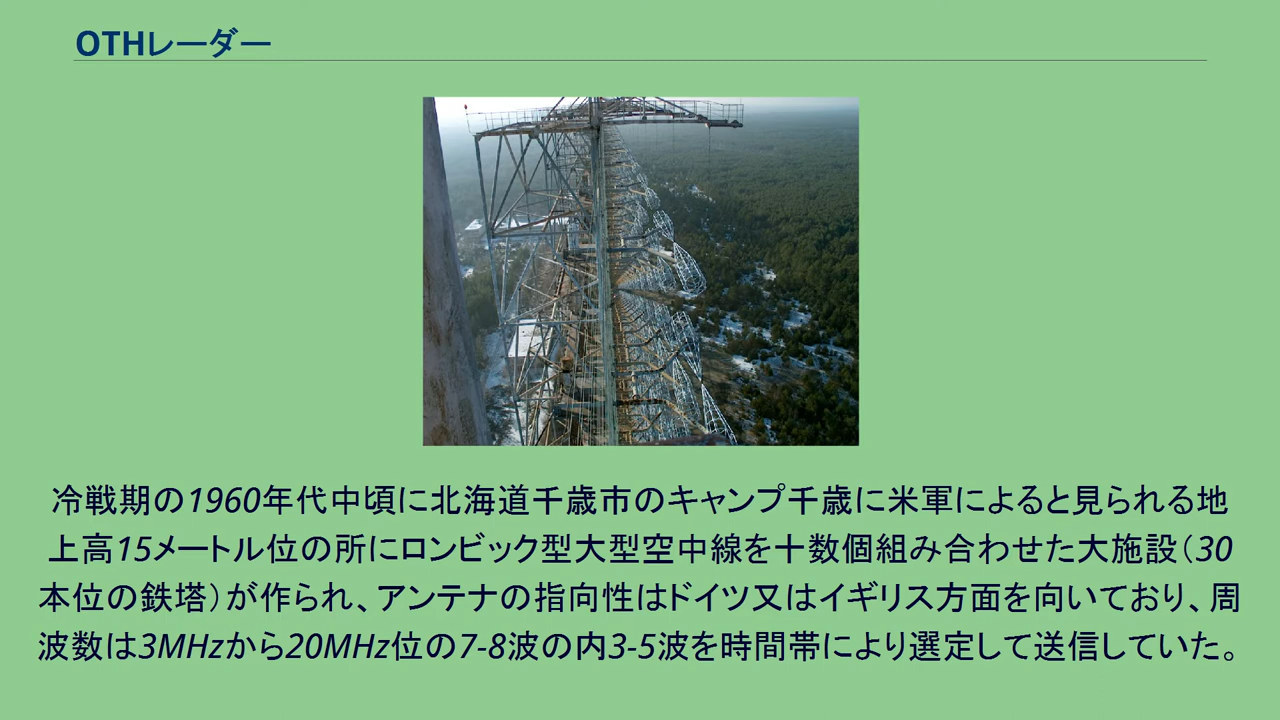 OTHレーダー
冷戦期の1960年代中頃に北海道千歳市のキャンプ千歳に米軍によると見られる地
上高15メートル位の所にロンビック型大型空中線を十数個組み合わせた大施設（30
本位の鉄塔）が作られ、アンテナの指向性はドイツ又はイギリス方面を向いており、周
波数は3MHzから20MHz位の7-8波の内3-5波を時間帯により選定して送信していた。